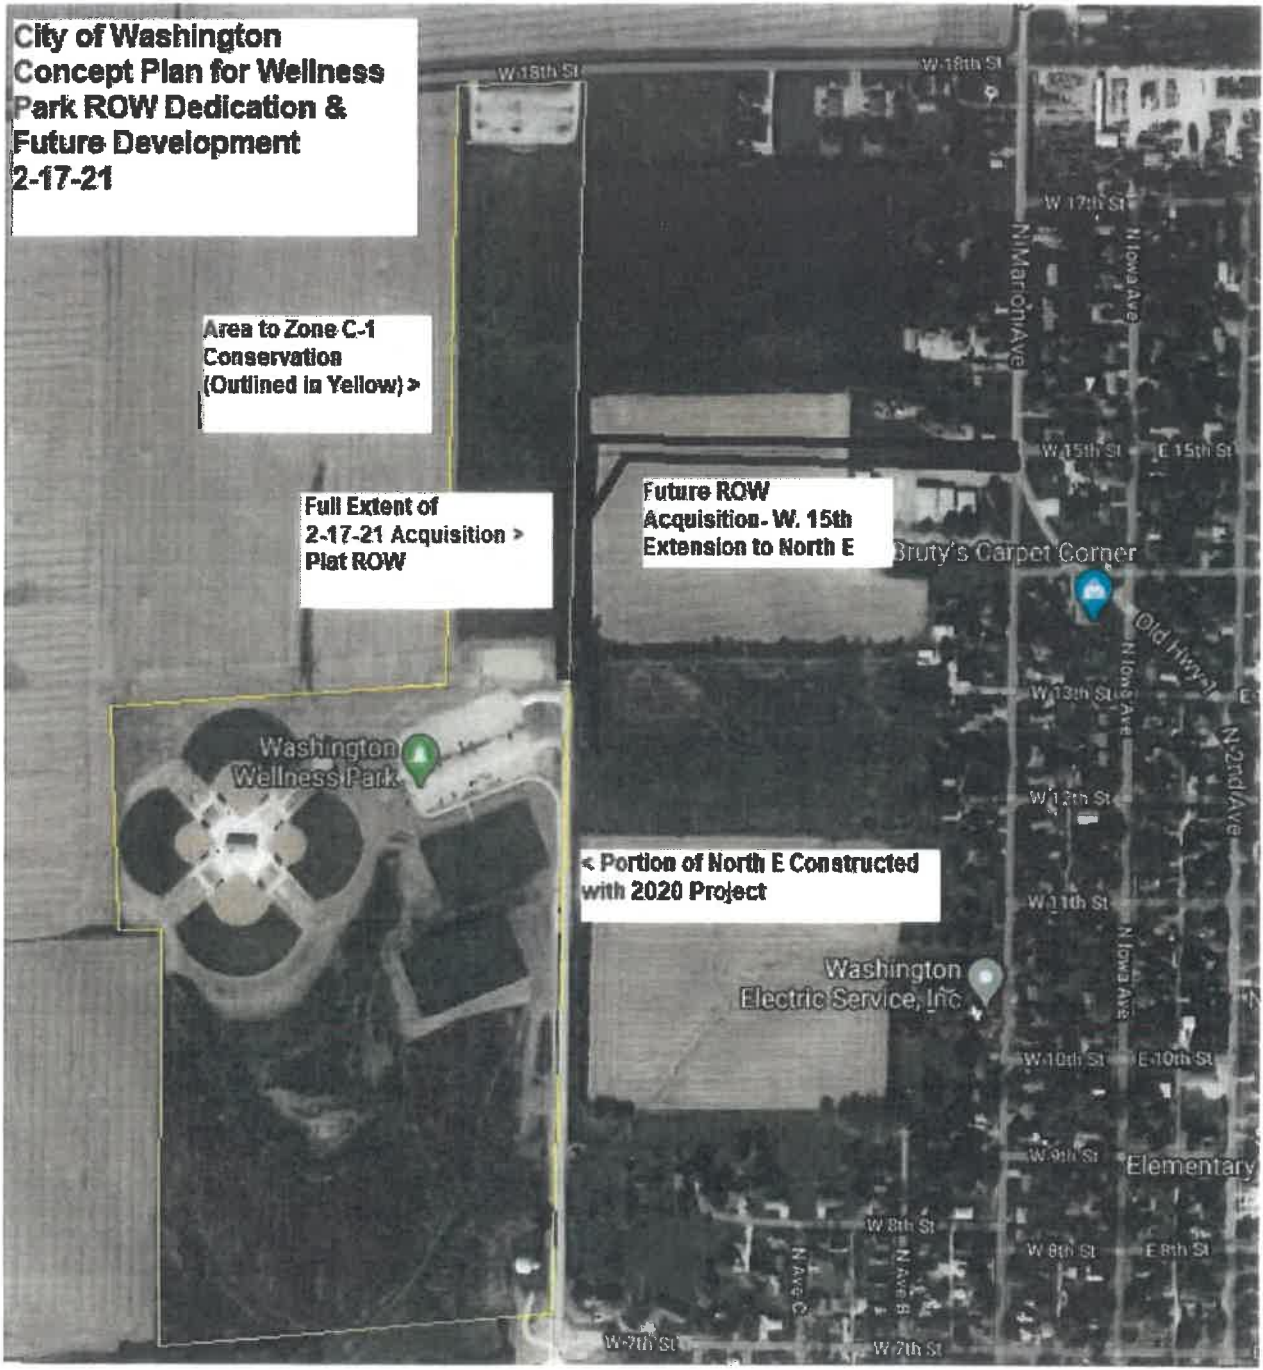 City of Washington
Concept Plan for Wellness
Park ROW Dedication &
Future Development
2-17-21
W 18th St
W 18th St
W 17th St
N Marion Ave
N Iowa Ave
Area to Zone C-1
Conservation
(Outlined in Yellow) >
W 15th St
E 15th St
Full Extent of
2-17-21 Acquisition >
Plat ROW
Future ROW
Acquisition- W. 15th
Extension to North E
Bruty's Carpet Corner
Old Hwy 1
N Iowa Ave
W 13th St
E
N 2nd Ave
Washington
Wellness Park
W 12th St
< Portion of North E Constructed
with 2020 Project
W 11th St
N Iowa Ave
Washington
Electric Service, Inc
W 10th St
E 10th St
W 9th St
Elementary
W 8th St
W 8th St
E 8th St
N Ave C
N Ave B
W 7th St
W 7th St